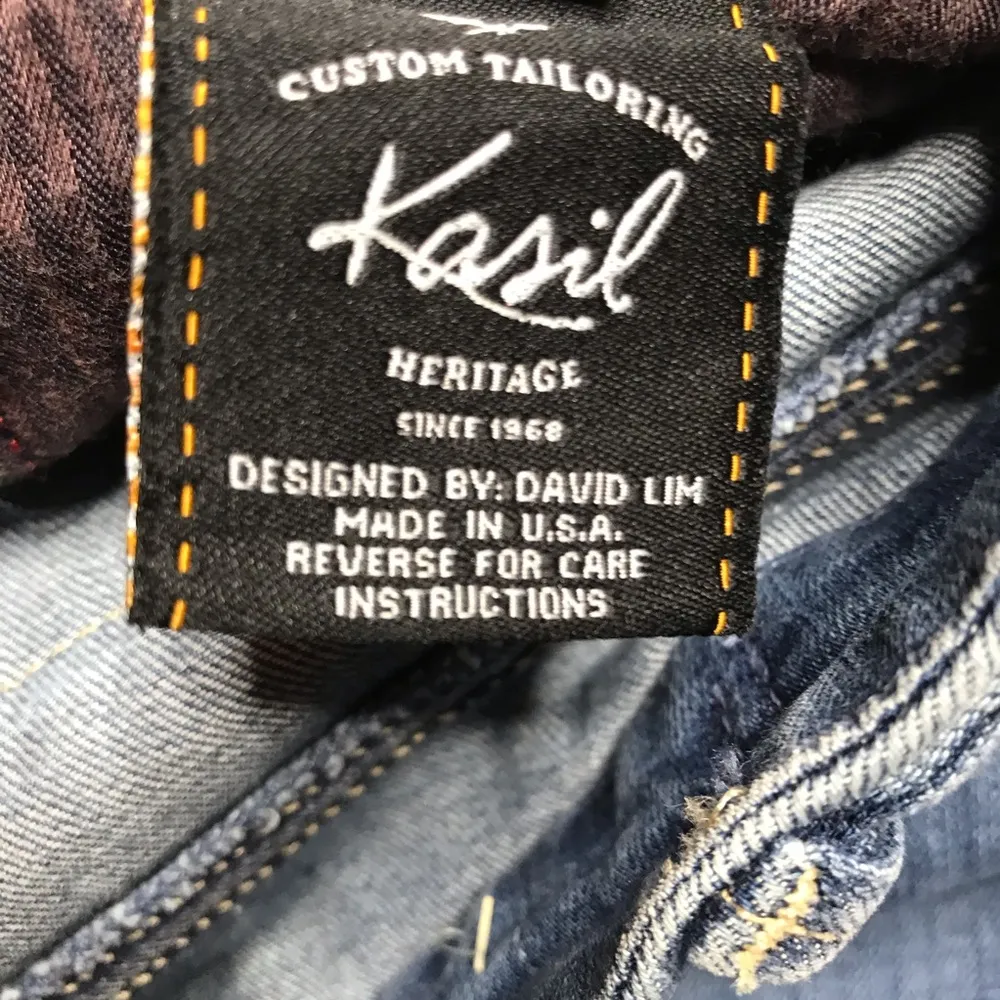 CUSTOM TAILORING
Kasil
HERITAGE
SINCE 1968
DESIGNED BY: DAVID LIM
MADE IN U.S.A.
REVERSE FOR CARE
INSTRUCTIONS